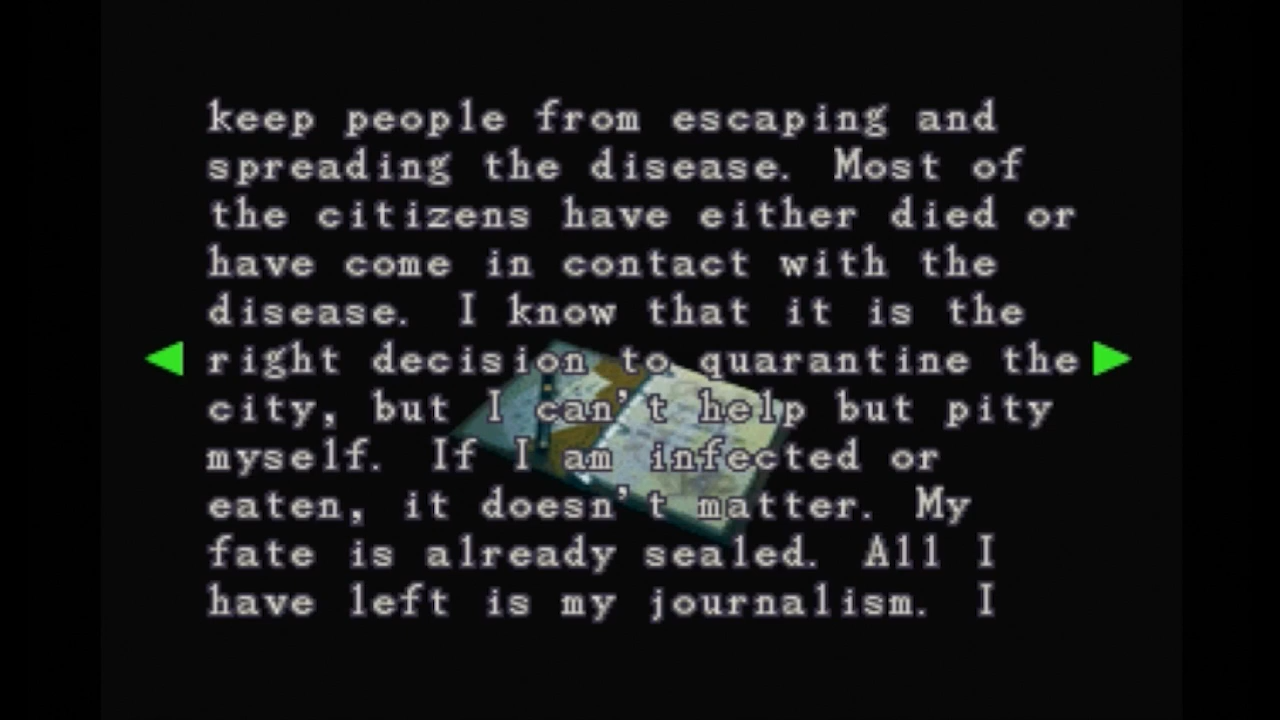 keep people from escaping and
spreading the disease. Most of
the citizens have either died or
have come in contact with the
disease. I know that it is the
right decision to quarantine the
city, but I can't help but pity
myself. If I am infected or
eaten, it doesn't matter. My
fate is already sealed. All I
have left is my journalism. I